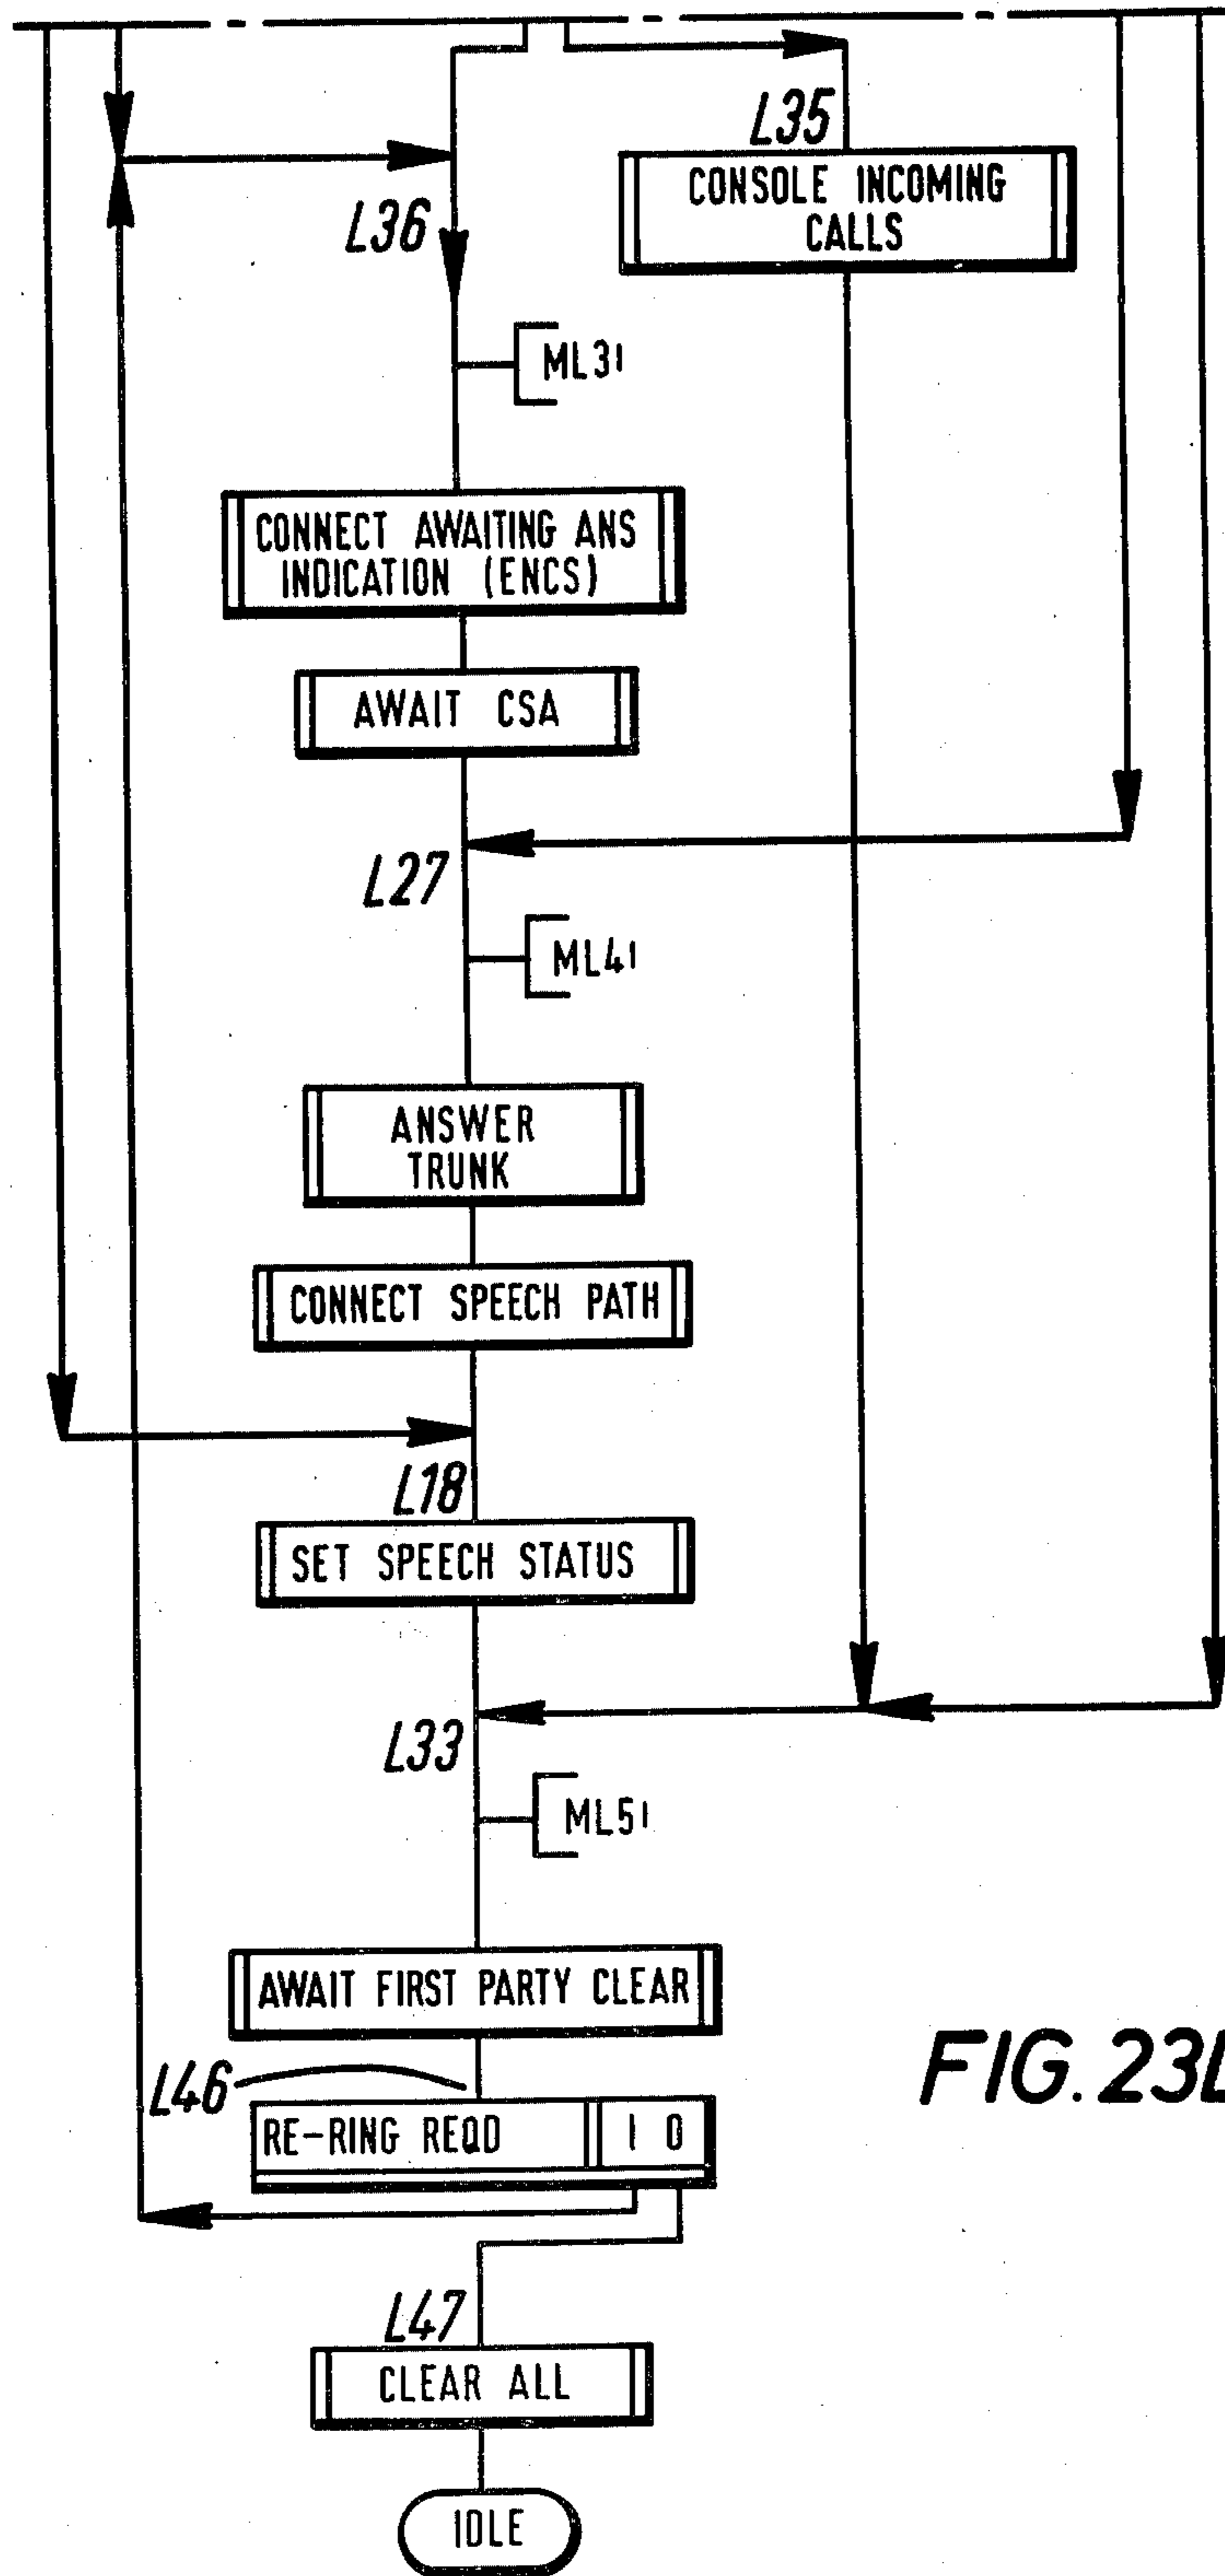 L35
CONSOLE INCOMING
CALLS
L36
ML31
CONNECT AWAITING ANS
INDICATION (ENCS)
AWAIT CSA
L27
ML41
ANSWER
TRUNK
CONNECT SPEECH PATH
L18
SET SPEECH STATUS
L33
ML51
AWAIT FIRST PARTY CLEAR
L46
RE-RING REQD 1 0
L47
CLEAR ALL
IDLE